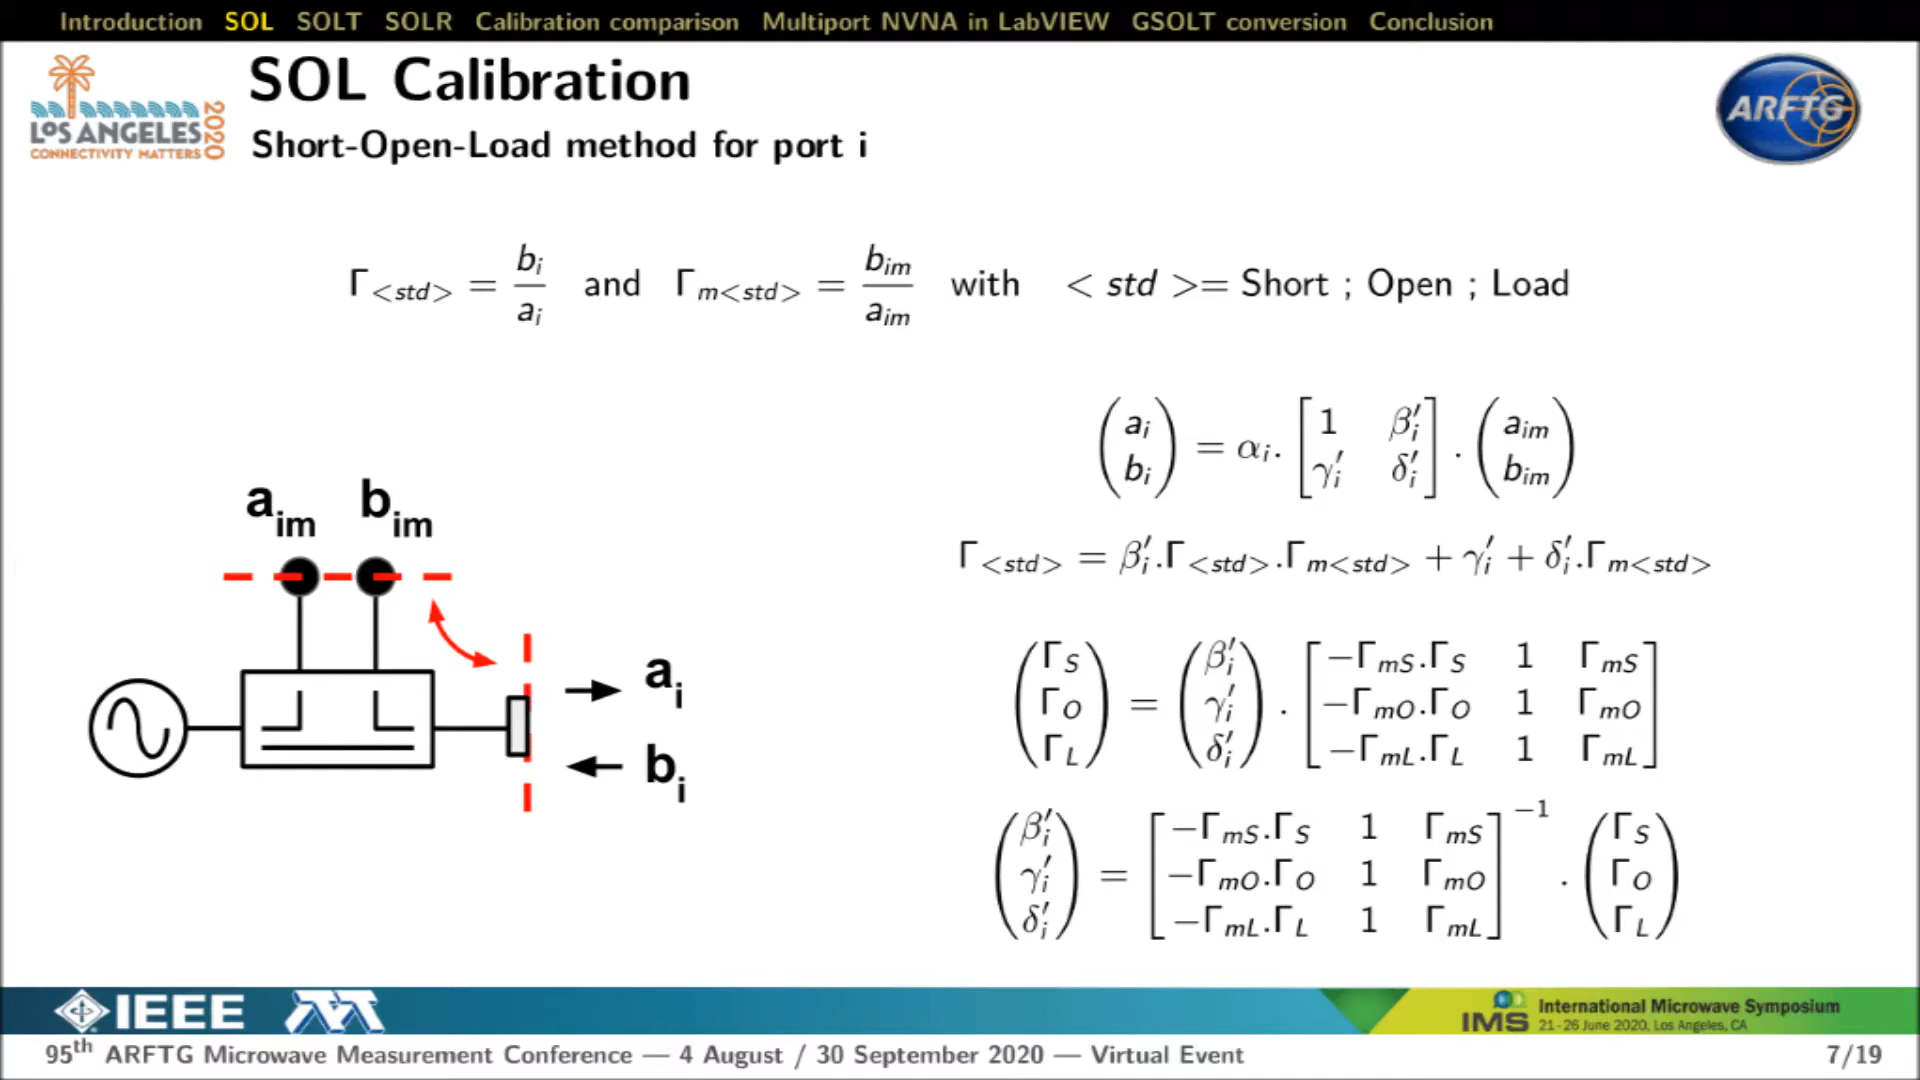 Introduction SOL SOLT SOLR Calibration comparison Multiport NVNA in LabVIEW GSOLT conversion Conclusion
SOL Calibration
Short-Open-Load method for port i
LOS ANGELES 2020
CONNECTIVITY MATTERS
ARFTG
Γ<std> = bi / ai and Γm<std> = bim / aim with < std >= Short ; Open ; Load
(ai bi) = αi. [1 β′i γ′i δ′i] . (aim bim)
Γ<std> = β′i.Γ<std>.Γm<std> + γ′i + δ′i.Γm<std>
(ΓS ΓO ΓL) = (β′i γ′i δ′i) . [−ΓmS.ΓS 1 ΓmS −ΓmO.ΓO 1 ΓmO −ΓmL.ΓL 1 ΓmL]
(β′i γ′i δ′i) = [−ΓmS.ΓS 1 ΓmS −ΓmO.ΓO 1 ΓmO −ΓmL.ΓL 1 ΓmL]−1 . (ΓS ΓO ΓL)
aim bim
ai
bi
IEEE
IMS International Microwave Symposium
21-26 June 2020, Los Angeles, CA
95th ARFTG Microwave Measurement Conference — 4 August / 30 September 2020 — Virtual Event 7/19